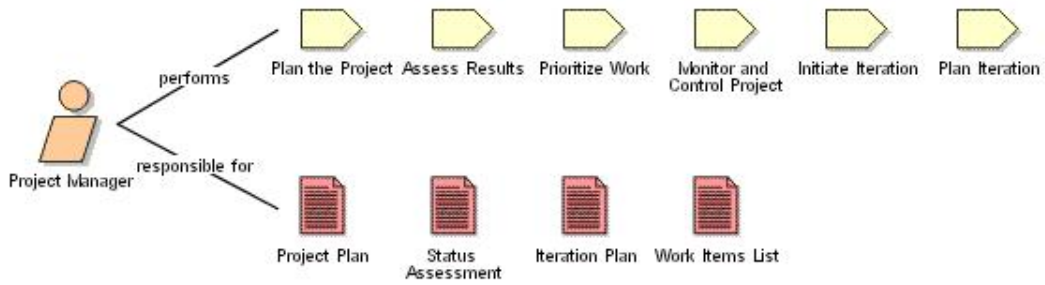 performs
Plan the Project
Assess Results
Prioritize Work
Monitor and
Control Project
Initiate Iteration
Plan Iteration
Project Manager
responsible for
Project Plan
Status
Assessment
Iteration Plan
Work Items List